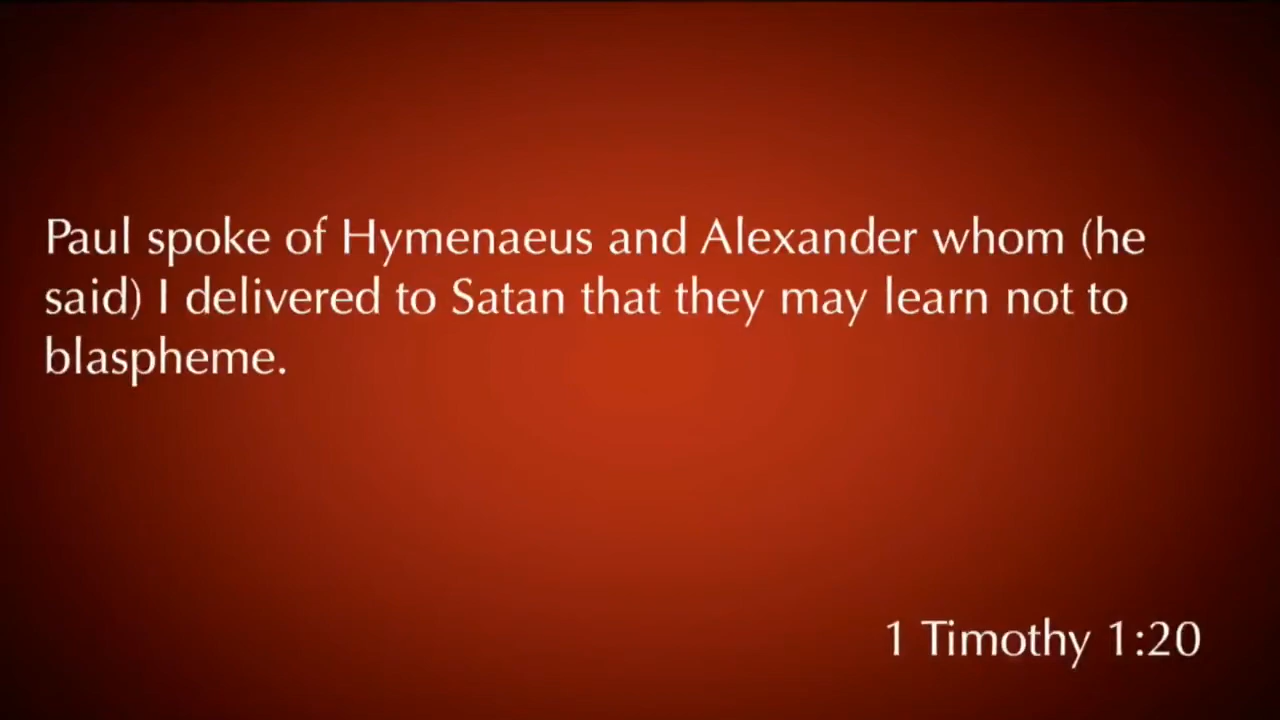 Paul spoke of Hymenaeus and Alexander whom (he
said) I delivered to Satan that they may learn not to
blaspheme.
1 Timothy 1:20